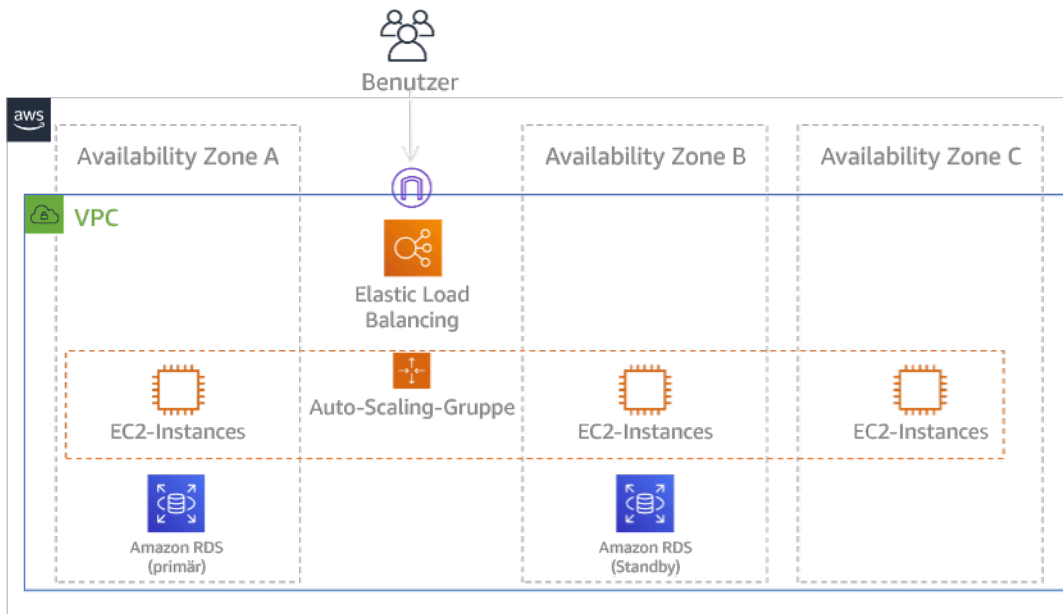 Benutzer
aws
Availability Zone A
Availability Zone B
Availability Zone C
VPC
Elastic Load
Balancing
Auto-Scaling-Gruppe
EC2-Instances
EC2-Instances
EC2-Instances
Amazon RDS
(primär)
Amazon RDS
(Standby)